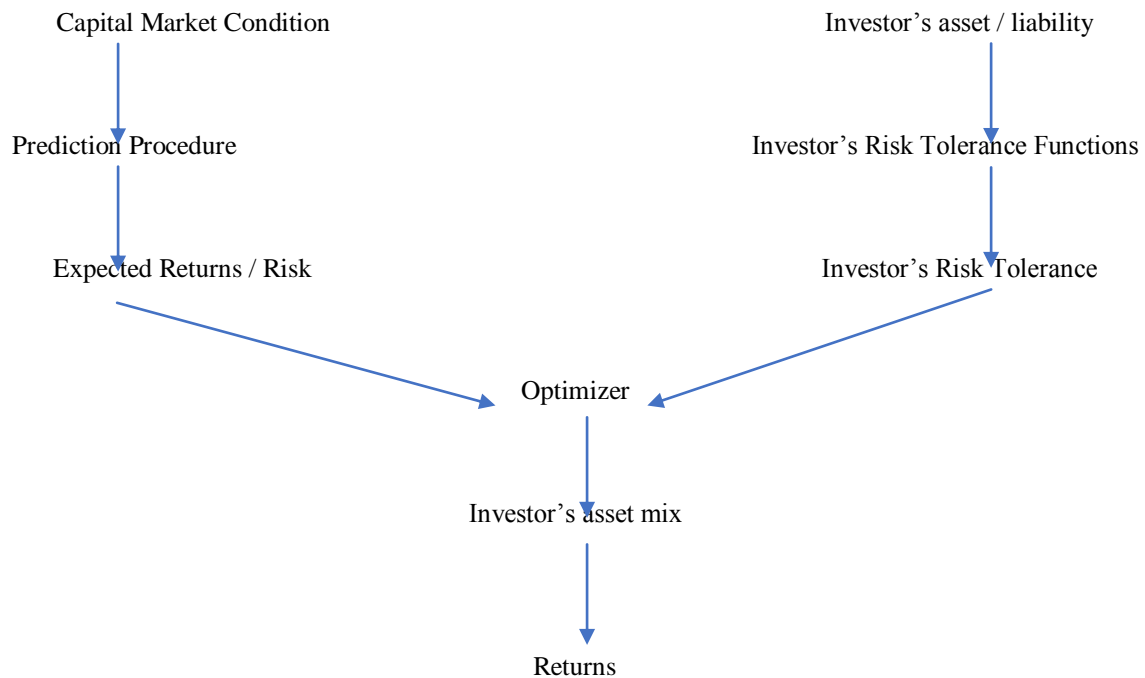 Capital Market Condition
Investor’s asset / liability
Prediction Procedure
Investor’s Risk Tolerance Functions
Expected Returns / Risk
Investor’s Risk Tolerance
Optimizer
Investor’s asset mix
Returns